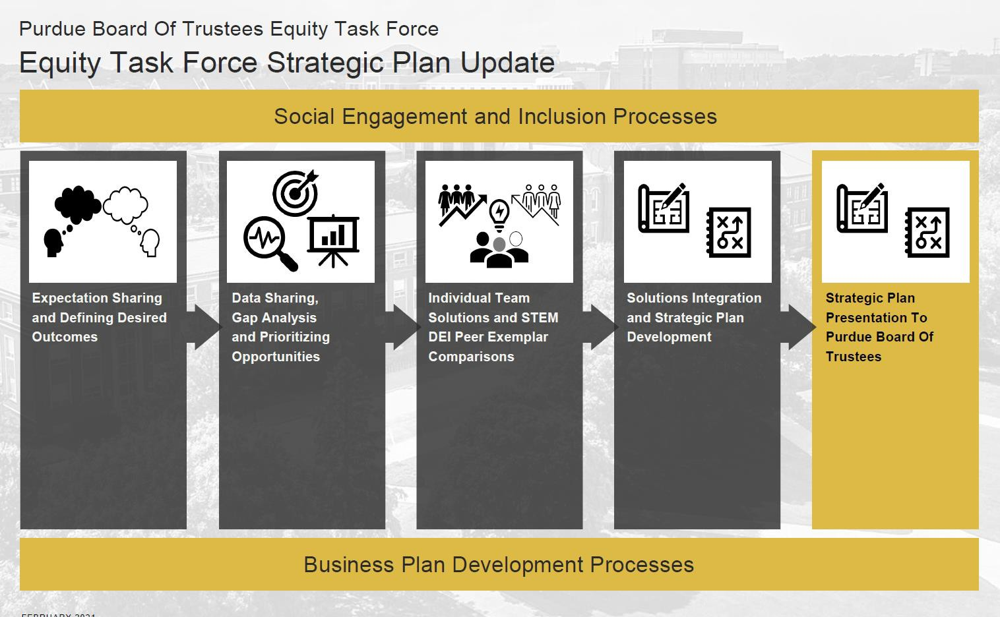 Purdue Board Of Trustees Equity Task Force
Equity Task Force Strategic Plan Update
Social Engagement and Inclusion Processes
Expectation Sharing
and Defining Desired
Outcomes
Data Sharing,
Gap Analysis
and Prioritizing
Opportunities
Individual Team
Solutions and STEM
DEI Peer Exemplar
Comparisons
Solutions Integration
and Strategic Plan
Development
Strategic Plan
Presentation To
Purdue Board Of
Trustees
Business Plan Development Processes
FEBRUARY 2021